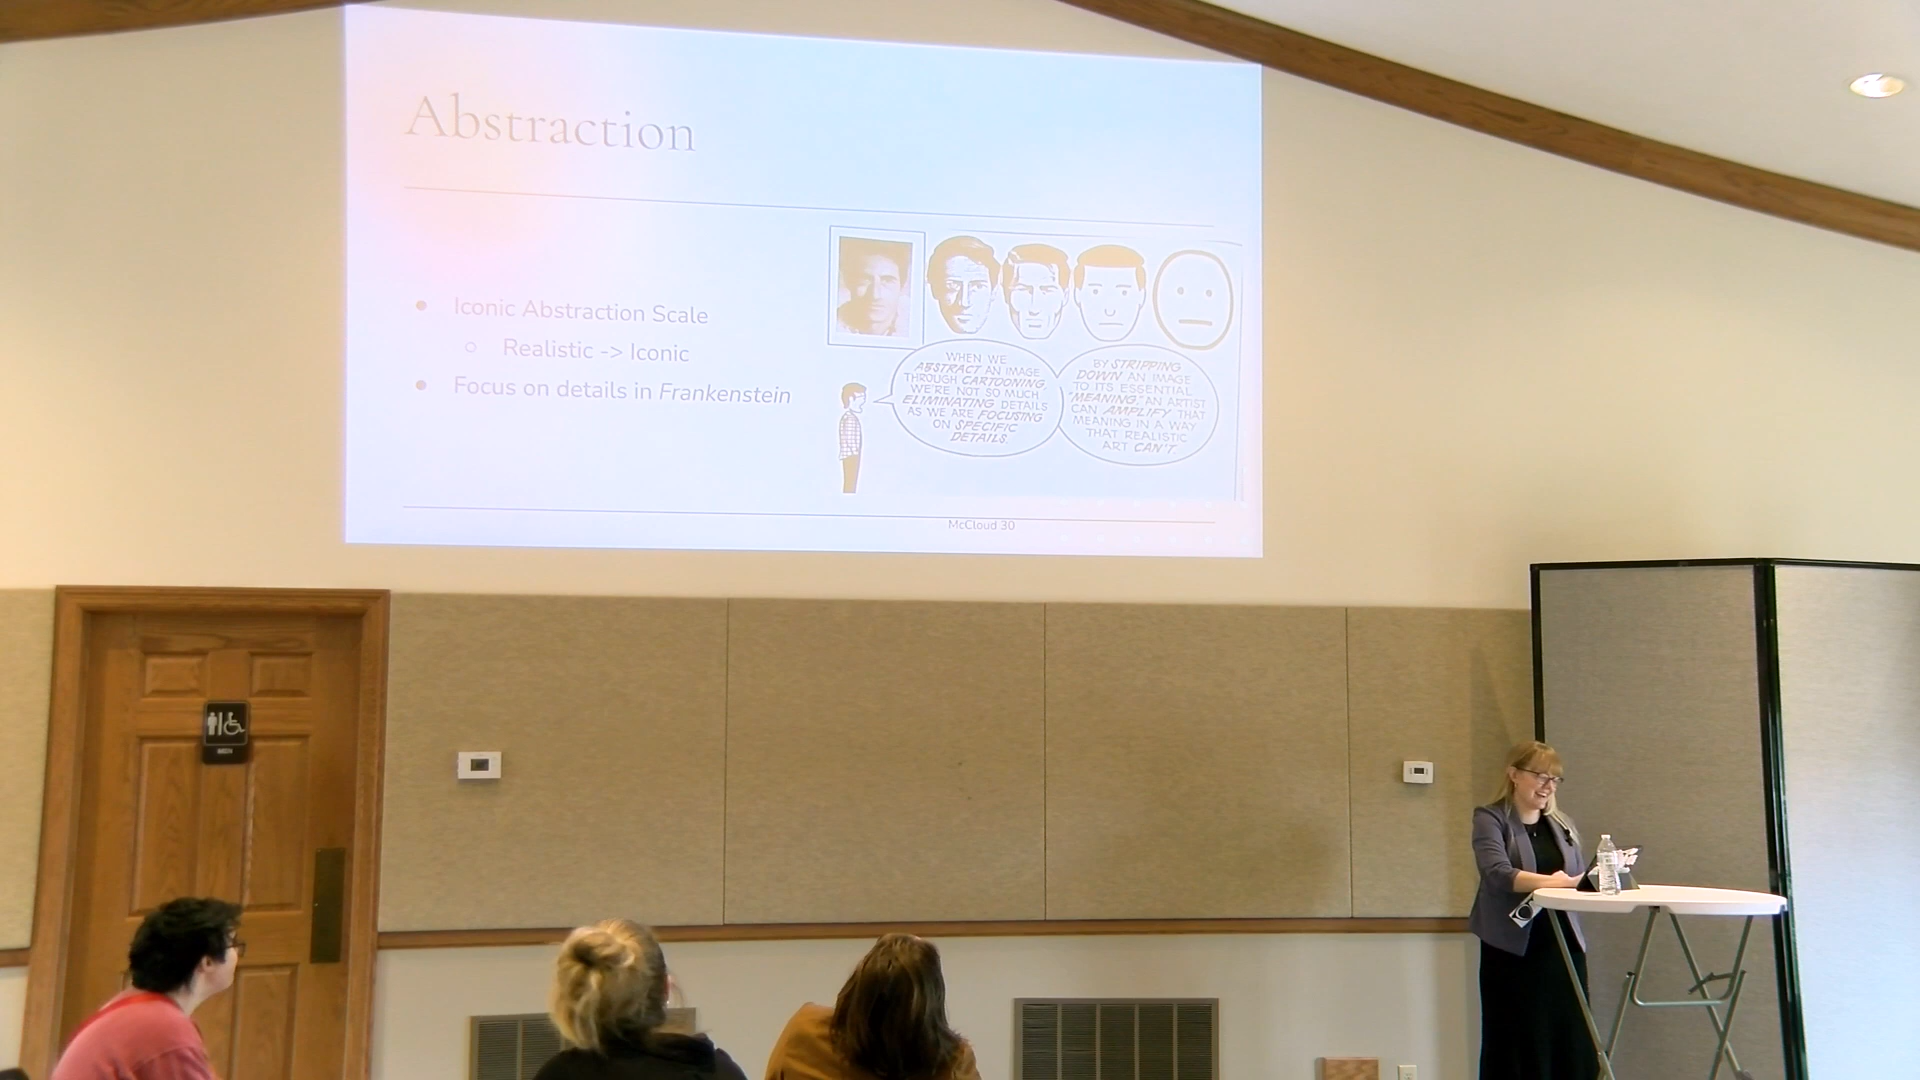 Abstraction
Iconic Abstraction Scale
Realistic -> Iconic
Focus on details in Frankenstein
WHEN WE
ABSTRACT AN IMAGE
THROUGH CARTOONING,
WE'RE NOT SO MUCH
ELIMINATING DETAILS
AS WE ARE FOCUSING
ON SPECIFIC
DETAILS.
BY STRIPPING
DOWN AN IMAGE
TO ITS ESSENTIAL
"MEANING," AN ARTIST
CAN AMPLIFY THAT
MEANING IN A WAY
THAT REALISTIC
ART CAN'T.
McCloud 30
MEN